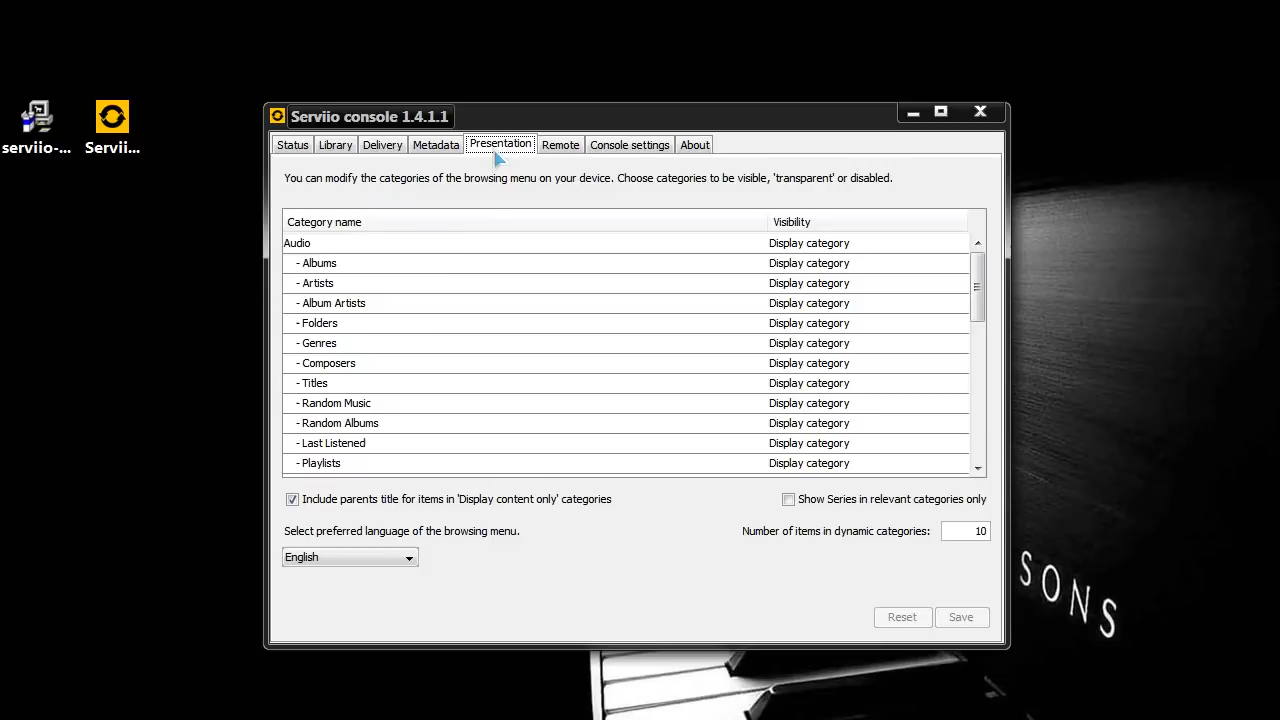 serviio-...
Servii...
Serviio console 1.4.1.1
Status Library Delivery Metadata Presentation Remote Console settings About
You can modify the categories of the browsing menu on your device. Choose categories to be visible, 'transparent' or disabled.
Category name Visibility
Audio Display category
- Albums Display category
- Artists Display category
- Album Artists Display category
- Folders Display category
- Genres Display category
- Composers Display category
- Titles Display category
- Random Music Display category
- Random Albums Display category
- Last Listened Display category
- Playlists Display category
Include parents title for items in 'Display content only' categories Show Series in relevant categories only
Select preferred language of the browsing menu. Number of items in dynamic categories: 10
English
Reset Save
SONS